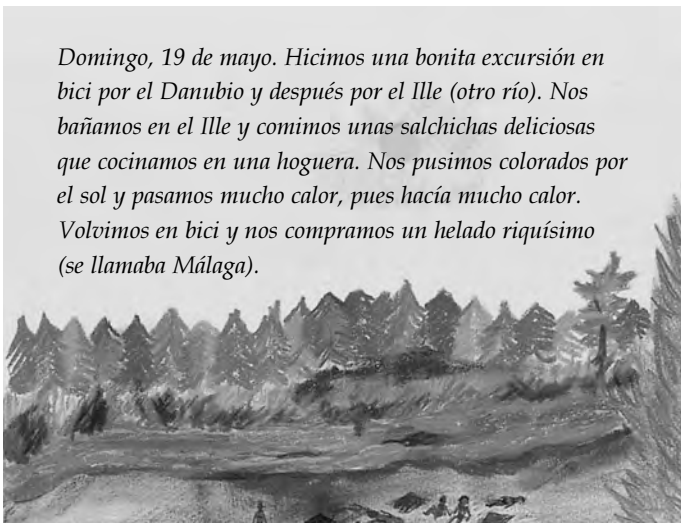 Domingo, 19 de mayo. Hicimos una bonita excursión en
bici por el Danubio y después por el Ille (otro río). Nos
bañamos en el Ille y comimos unas salchichas deliciosas
que cocinamos en una hoguera. Nos pusimos colorados por
el sol y pasamos mucho calor, pues hacía mucho calor.
Volvimos en bici y nos compramos un helado riquísimo
(se llamaba Málaga).